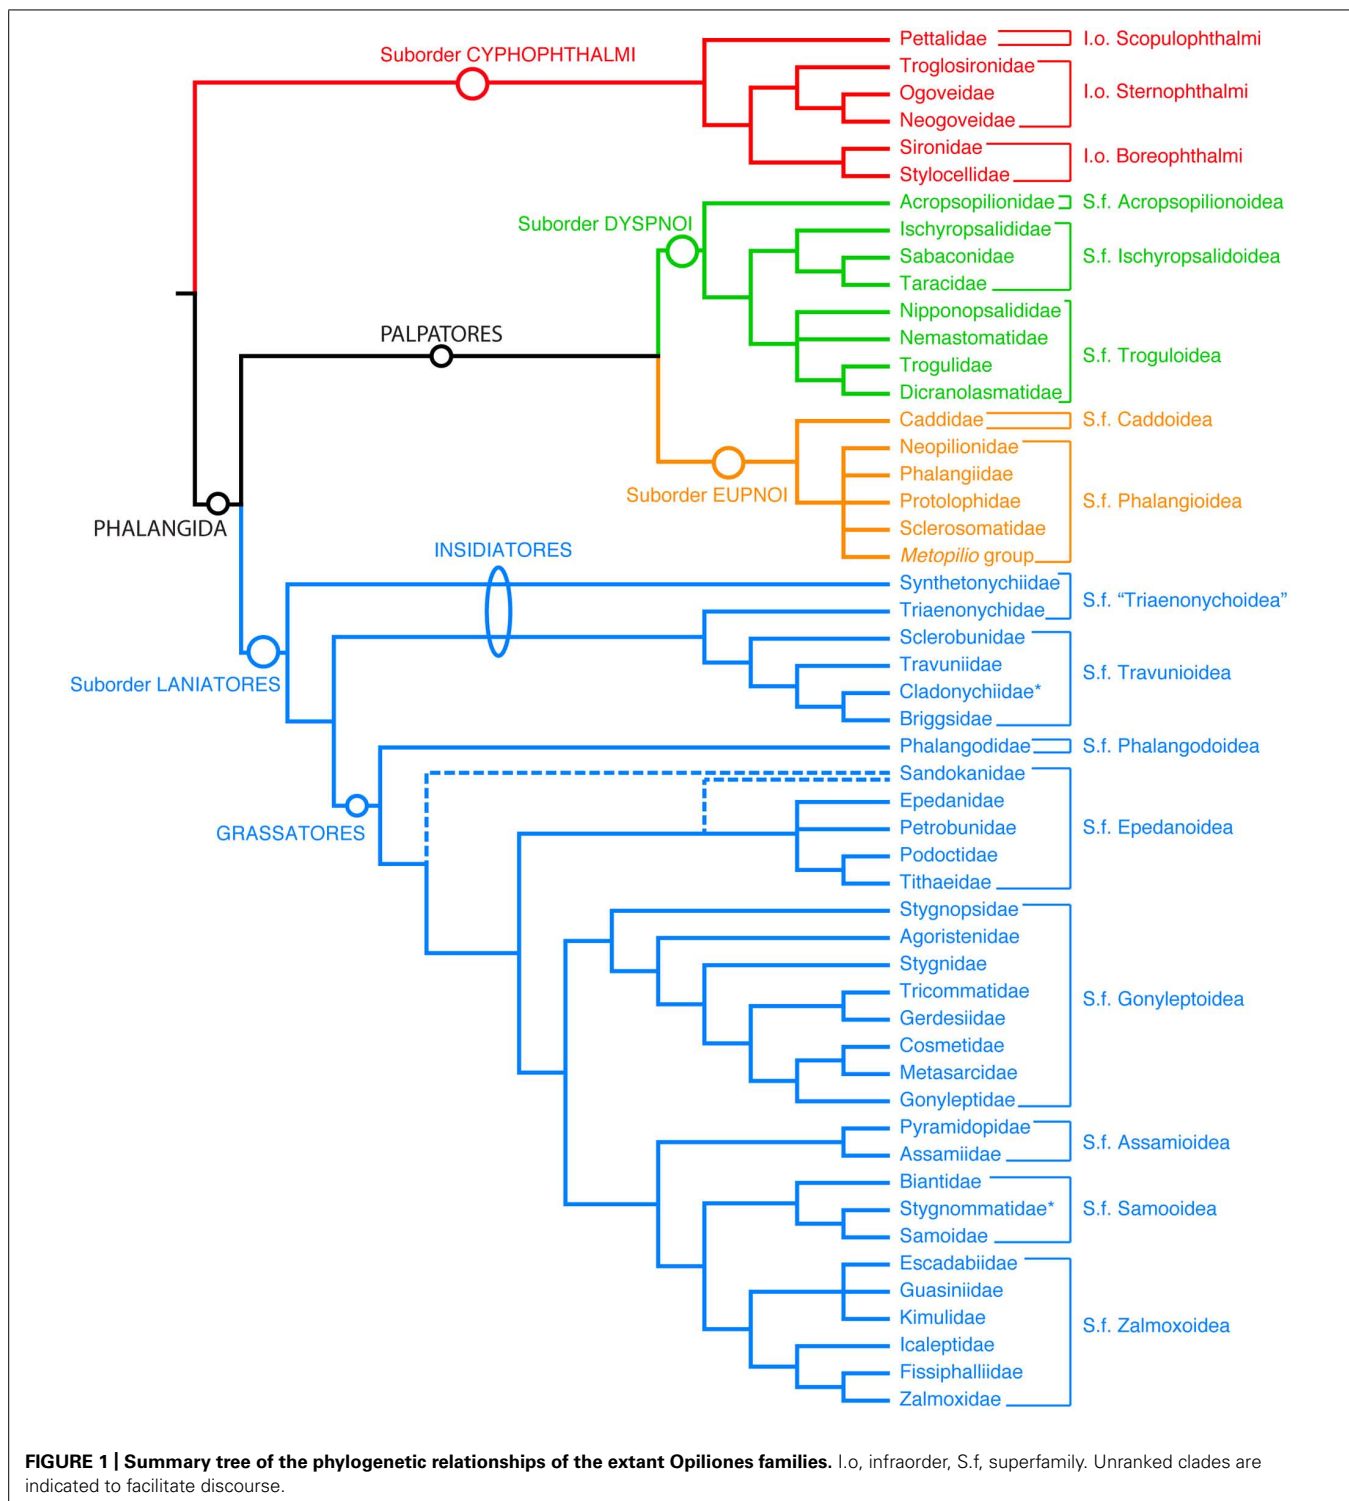 Suborder CYPHOPHTHALMI
Pettalidae
I.o. Scopulophthalmi
Troglosironidae
Ogoveidae
I.o. Sternophthalmi
Neogoveidae
Sironidae
I.o. Boreophthalmi
Stylocellidae
Acropsopilionidae
S.f. Acropsopilionoidea
Suborder DYSPNOI
Ischyropsalididae
Sabaconidae
S.f. Ischyropsalidoidea
Taracidae
Nipponopsalididae
PALPATORES
Nemastomatidae
S.f. Troguloidea
Trogulidae
Dicranolasmatidae
Caddidae
S.f. Caddoidea
Neopilionidae
Phalangiidae
Suborder EUPNOI
Protolophidae
S.f. Phalangioidea
Sclerosomatidae
PHALANGIDA
Metopilio group
INSIDIATORES
Synthetonychiidae
S.f. “Triaenonychoidea”
Triaenonychidae
Sclerobunidae
Travuniidae
S.f. Travunioidea
Suborder LANIATORES
Cladonychiidae*
Briggsidae
Phalangodidae
S.f. Phalangodoidea
Sandokanidae
Epedanidae
GRASSATORES
Petrobunidae
S.f. Epedanoidea
Podoctidae
Tithaeidae
Stygnopsidae
Agoristenidae
Stygnidae
Tricommatidae
S.f. Gonyleptoidea
Gerdesiidae
Cosmetidae
Metasarcidae
Gonyleptidae
Pyramidopidae
S.f. Assamioidea
Assamiidae
Biantidae
Stygnommatidae*
S.f. Samooidea
Samoidae
Escadabiidae
Guasiniidae
Kimulidae
S.f. Zalmoxoidea
Icaleptidae
Fissiphalliidae
Zalmoxidae
FIGURE 1 | Summary tree of the phylogenetic relationships of the extant Opiliones families. I.o, infraorder, S.f, superfamily. Unranked clades are
indicated to facilitate discourse.